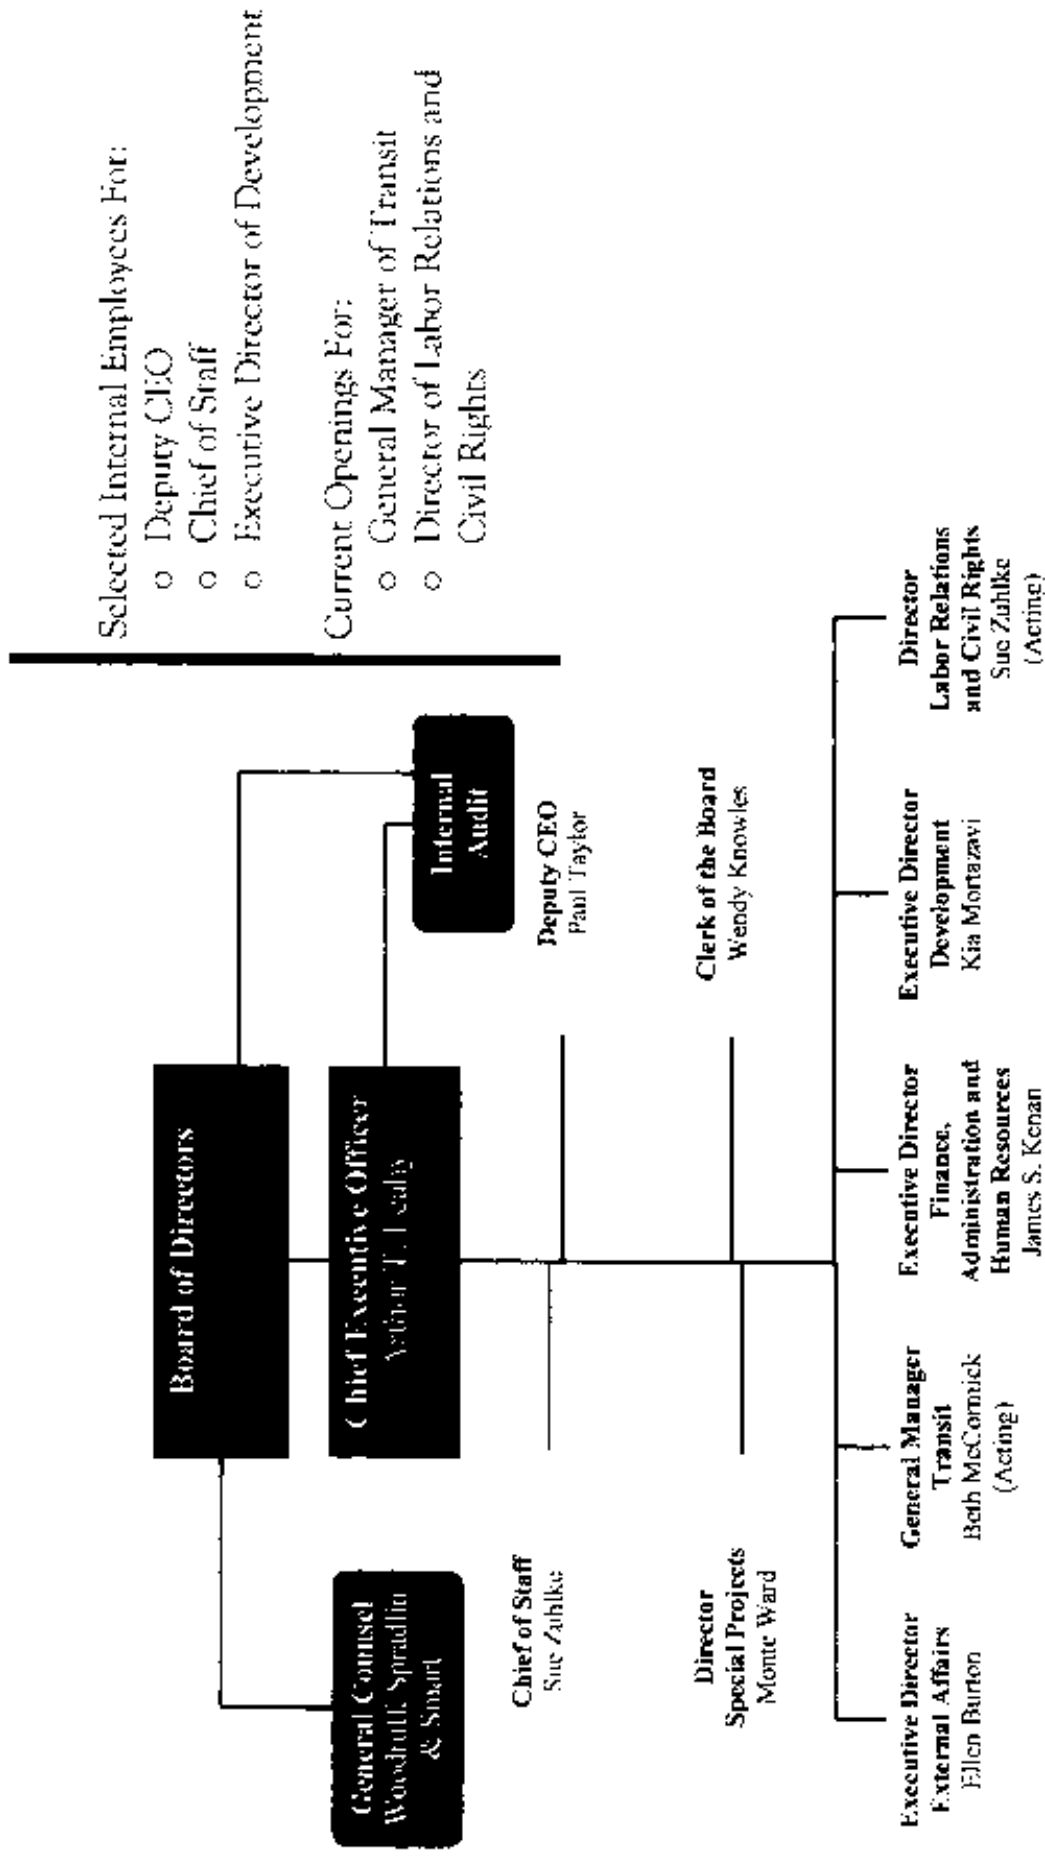 Selected Internal Employees For:
o Deputy CEO
o Chief of Staff
o Executive Director of Development
Current Openings For:
o General Manager of Transit
o Director of Labor Relations and
Civil Rights
Board of Directors
Chief Executive Officer
Arthur T. Leahy
General Counsel
Woodruff, Spradlin
& Smart
Internal
Audit
Chief of Staff
Sue Zuhlke
Deputy CEO
Paul Taylor
Director
Special Projects
Monte Ward
Clerk of the Board
Wendy Knowles
Executive Director
External Affairs
Ellen Burton
General Manager
Transit
Beth McCormick
(Acting)
Executive Director
Finance,
Administration and
Human Resources
James S. Kenan
Executive Director
Development
Kia Mortazavi
Director
Labor Relations
and Civil Rights
Sue Zuhlke
(Acting)